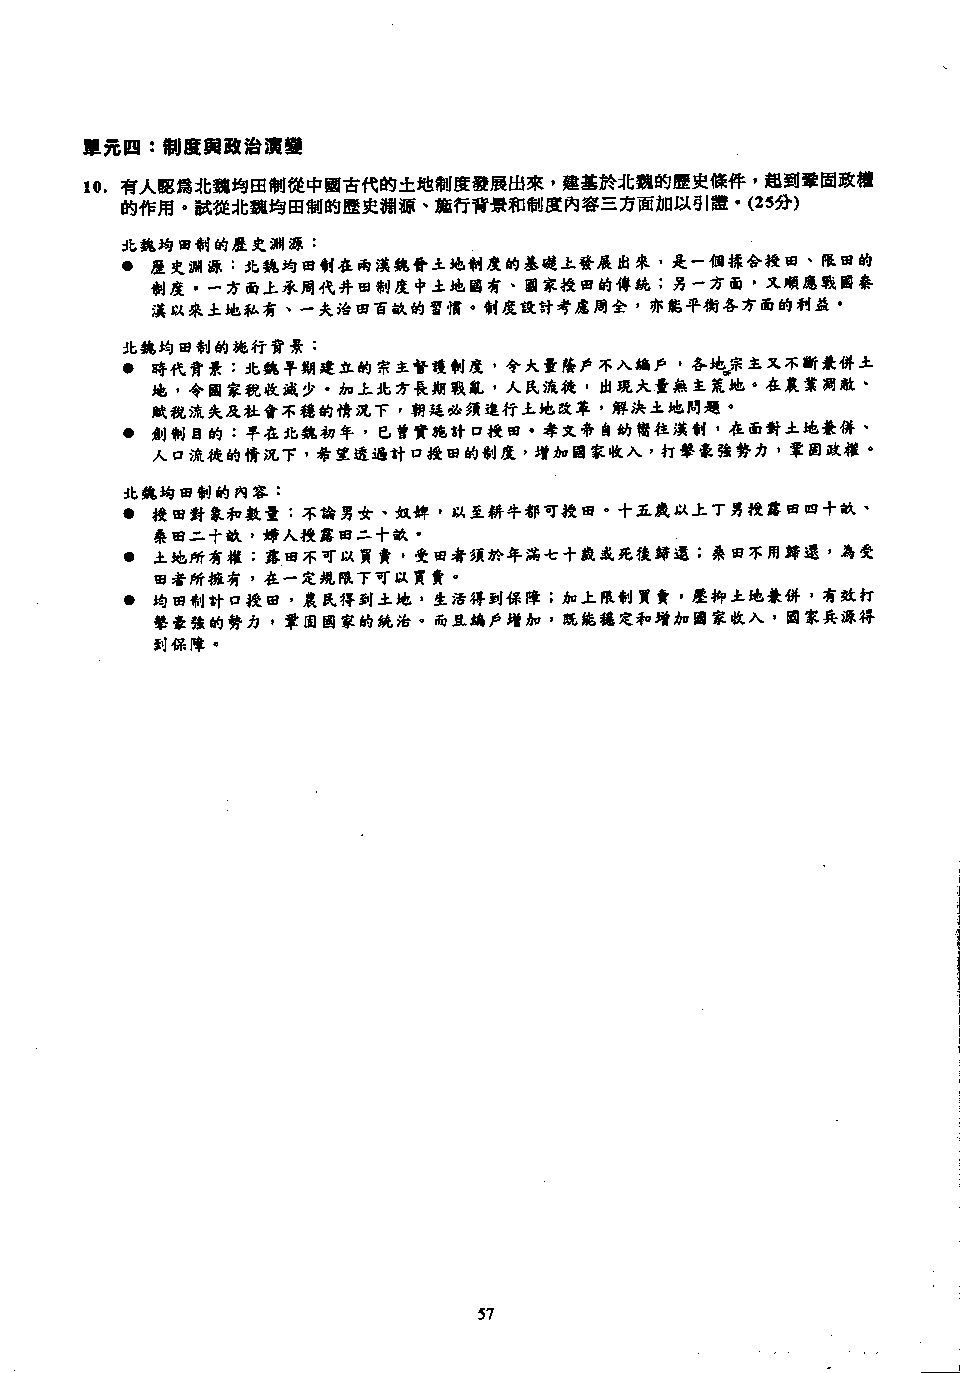 單元四：制度與政治演變
10. 有人認為北魏均田制從中國古代的土地制度發展出來，建基於北魏的歷史條件，起到鞏固政權
的作用。試從北魏均田制的歷史淵源、施行背景和制度內容三方面加以引證。(25分)
北魏均田制的歷史淵源：
● 歷史淵源：北魏均田制在兩漢魏晉土地制度的基礎上發展出來，是一個揉合授田、限田的
制度。一方面上承周代井田制度中土地國有、國家授田的傳統；另一方面，又順應戰國秦
漢以來土地私有、一夫治田百畝的習慣。制度設計考慮周全，亦能平衡各方面的利益。
北魏均田制的施行背景：
● 時代背景：北魏早期建立的宗主督護制度，令大量蔭戶不入編戶，各地宗主又不斷兼併土
地，令國家稅收減少。加上北方長期戰亂，人民流徙，出現大量無主荒地。在農業凋敝、
賦稅流失及社會不穩的情況下，朝廷必須進行土地改革，解決土地問題。
● 創制目的：早在北魏初年，已曾實施計口授田。孝文帝自幼嚮往漢制，在面對土地兼併、
人口流徙的情況下，希望透過計口授田的制度，增加國家收入，打擊豪強勢力，鞏固政權。
北魏均田制的內容：
● 授田對象和數量：不論男女、奴婢，以至耕牛都可授田。十五歲以上丁男授露田四十畝、
桑田二十畝，婦人授露田二十畝。
● 土地所有權：露田不可以買賣，受田者須於年滿七十歲或死後歸還；桑田不用歸還，為受
田者所擁有，在一定規限下可以買賣。
● 均田制計口授田，農民得到土地，生活得到保障；加上限制買賣，壓抑土地兼併，有效打
擊豪強的勢力，鞏固國家的統治。而且編戶增加，既能穩定和增加國家收入，國家兵源得
到保障。
57